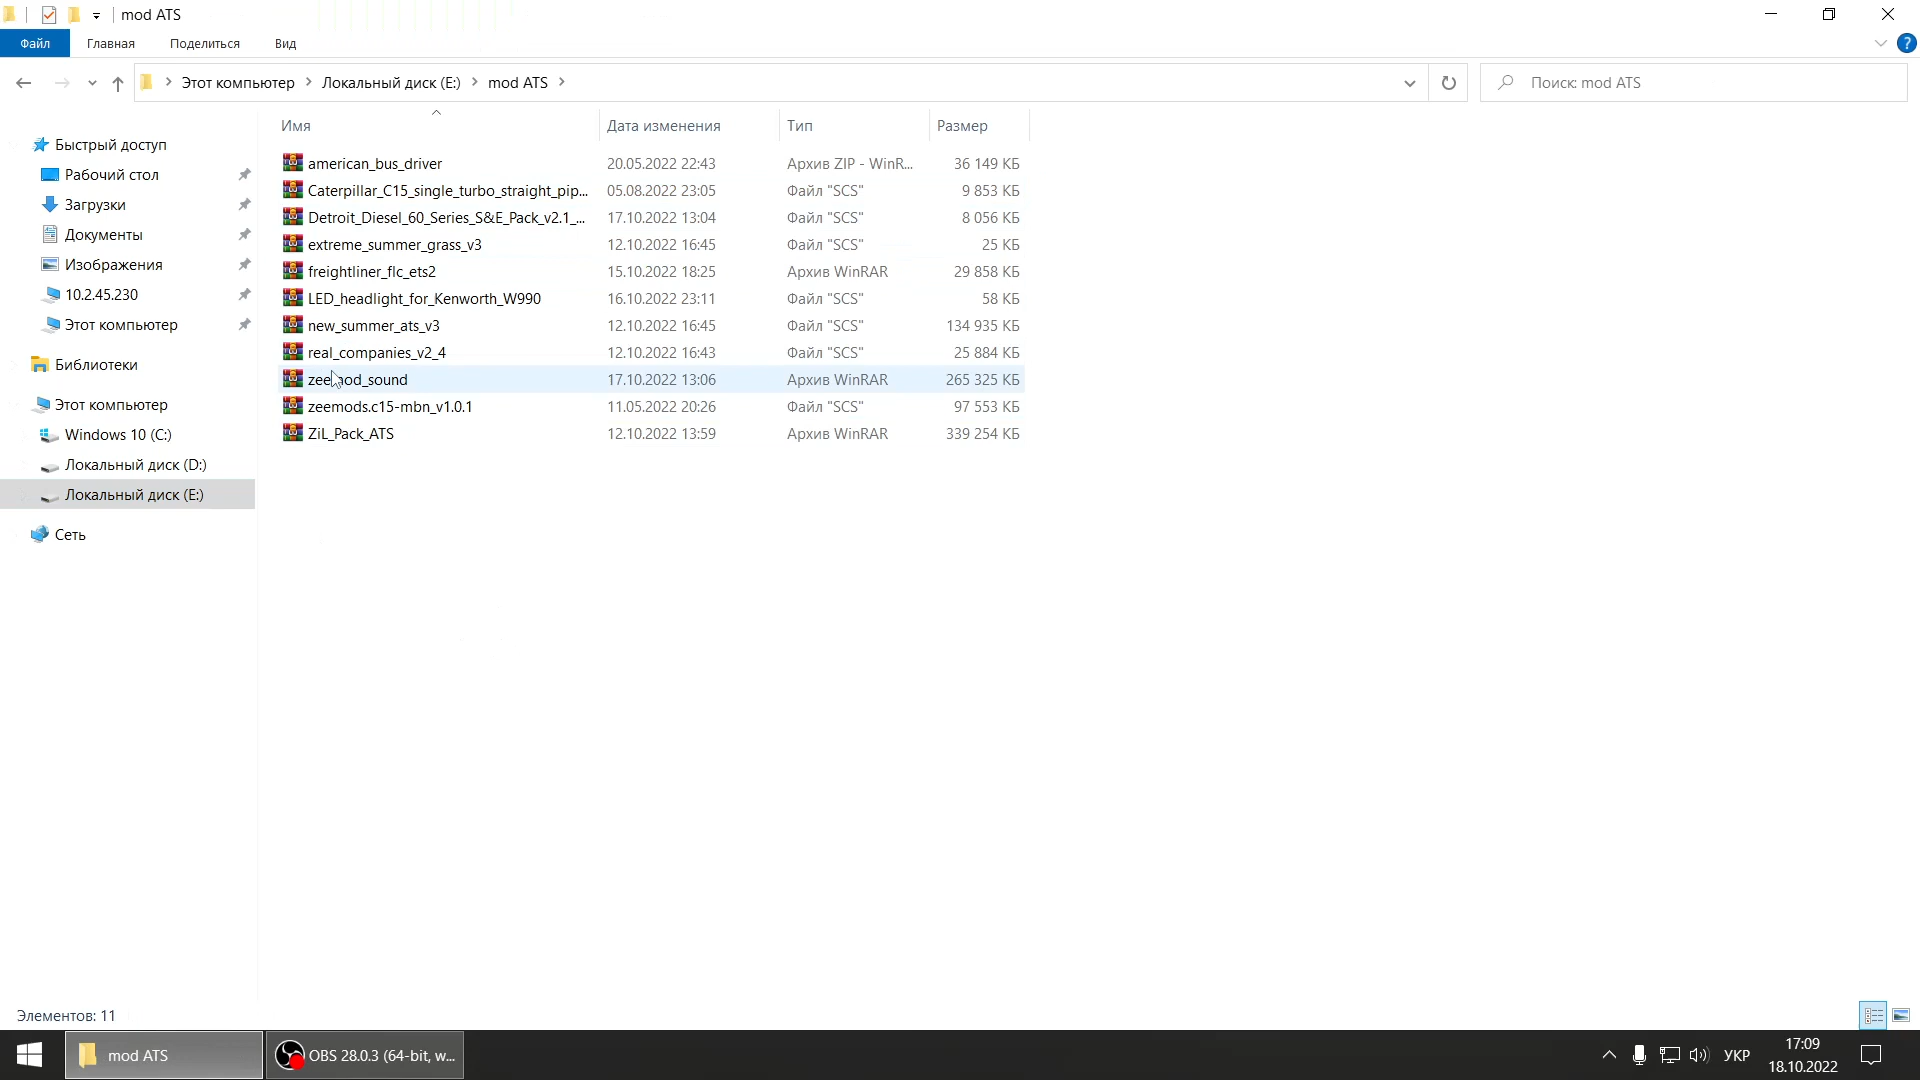 mod ATS
Файл Главная Поделиться Вид
Этот компьютер Локальный диск (E:) mod ATS
Поиск: mod ATS
Быстрый доступ
Рабочий стол
Загрузки
Документы
Изображения
10.2.45.230
Этот компьютер
Библиотеки
Этот компьютер
Windows 10 (C:)
Локальный диск (D:)
Локальный диск (E:)
Сеть
Имя Дата изменения Тип Размер
american_bus_driver 20.05.2022 22:43 Архив ZIP - WinR... 36 149 КБ
Caterpillar_C15_single_turbo_straight_pip... 05.08.2022 23:05 Файл "SCS" 9 853 КБ
Detroit_Diesel_60_Series_S&E_Pack_v2.1_... 17.10.2022 13:04 Файл "SCS" 8 056 КБ
extreme_summer_grass_v3 12.10.2022 16:45 Файл "SCS" 25 КБ
freightliner_flc_ets2 15.10.2022 18:25 Архив WinRAR 29 858 КБ
LED_headlight_for_Kenworth_W990 16.10.2022 23:11 Файл "SCS" 58 КБ
new_summer_ats_v3 12.10.2022 16:45 Файл "SCS" 134 935 КБ
real_companies_v2_4 12.10.2022 16:43 Файл "SCS" 25 884 КБ
zeemod_sound 17.10.2022 13:06 Архив WinRAR 265 325 КБ
zeemods.c15-mbn_v1.0.1 11.05.2022 20:26 Файл "SCS" 97 553 КБ
ZiL_Pack_ATS 12.10.2022 13:59 Архив WinRAR 339 254 КБ
Элементов: 11
mod ATS
OBS 28.0.3 (64-bit, w...
УКР
17:09
18.10.2022